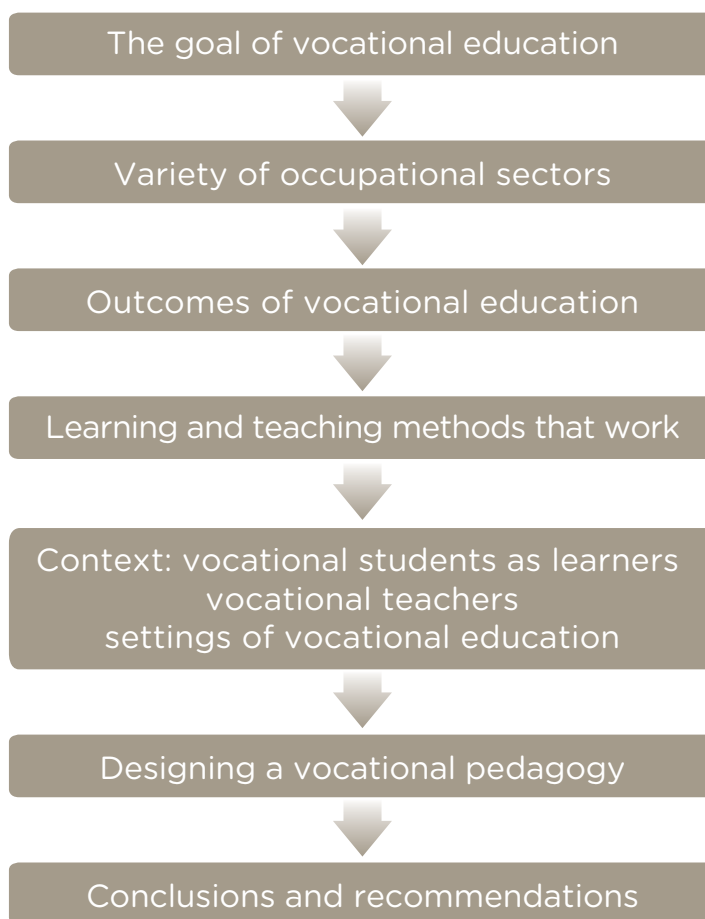 The goal of vocational education
Variety of occupational sectors
Outcomes of vocational education
Learning and teaching methods that work
Context: vocational students as learners
vocational teachers
settings of vocational education
Designing a vocational pedagogy
Conclusions and recommendations